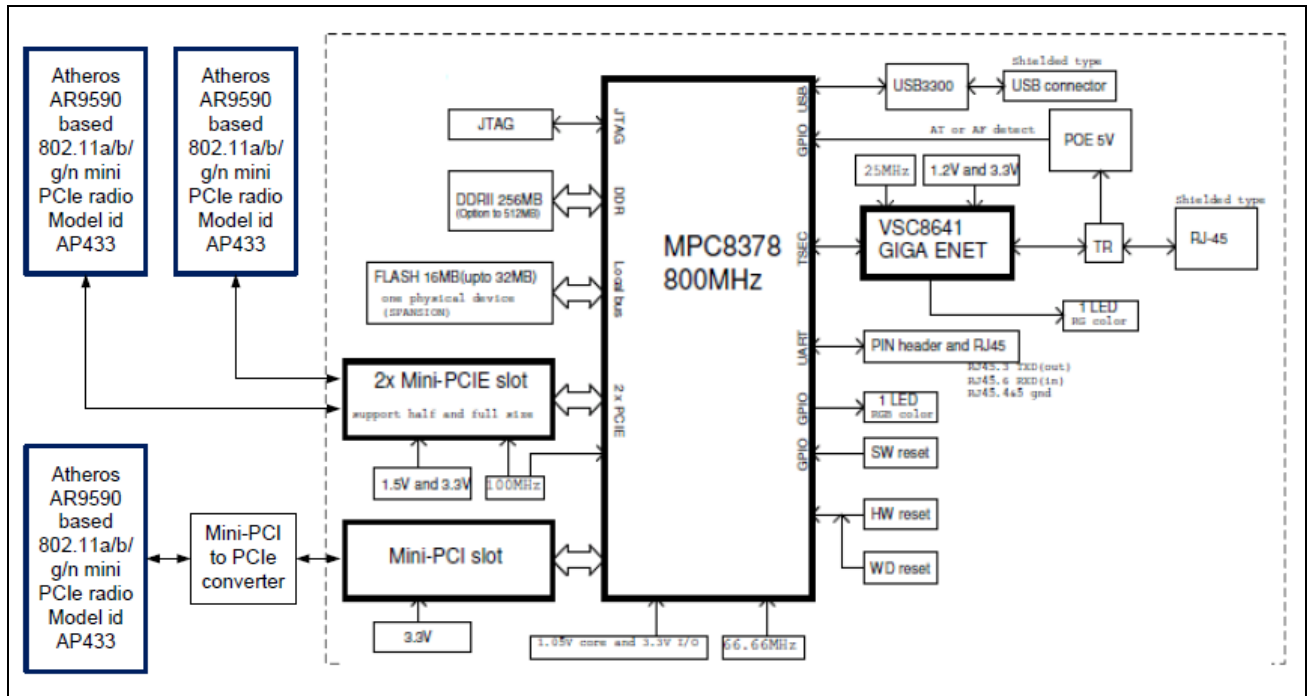 Atheros
AR9590
based
802.11a/b/
g/n mini
PCIe radio
Model id
AP433
Atheros
AR9590
based
802.11a/b/
g/n mini
PCIe radio
Model id
AP433
Atheros
AR9590
based
802.11a/b/
g/n mini
PCIe radio
Model id
AP433
Mini-PCI
to PCIe
converter
JTAG
DDRII 256MB
(Option to 512MB)
FLASH 16MB(upto 32MB)
one physical device
(SPANSION)
2x Mini-PCIE slot
support half and full size
1.5V and 3.3V
100MHz
Mini-PCI slot
3.3V
JTAG
DDR
Local bus
2 x PCIE
MPC8378
800MHz
1.05V core and 3.3V I/O
66.66MHz
USB
GPIO
TSEC
UART
GPIO
GPIO
USB3300
Shielded type
USB connector
AT or AF detect
POE 5V
25MHz
1.2V and 3.3V
VSC8641
GIGA ENET
TR
Shielded type
RJ-45
1 LED
RG color
PIN header and RJ45
RJ45.3 TXD(out)
RJ45.6 RXD(in)
RJ45.4&5 gnd
1 LED
RGB color
SW reset
HW reset
WD reset